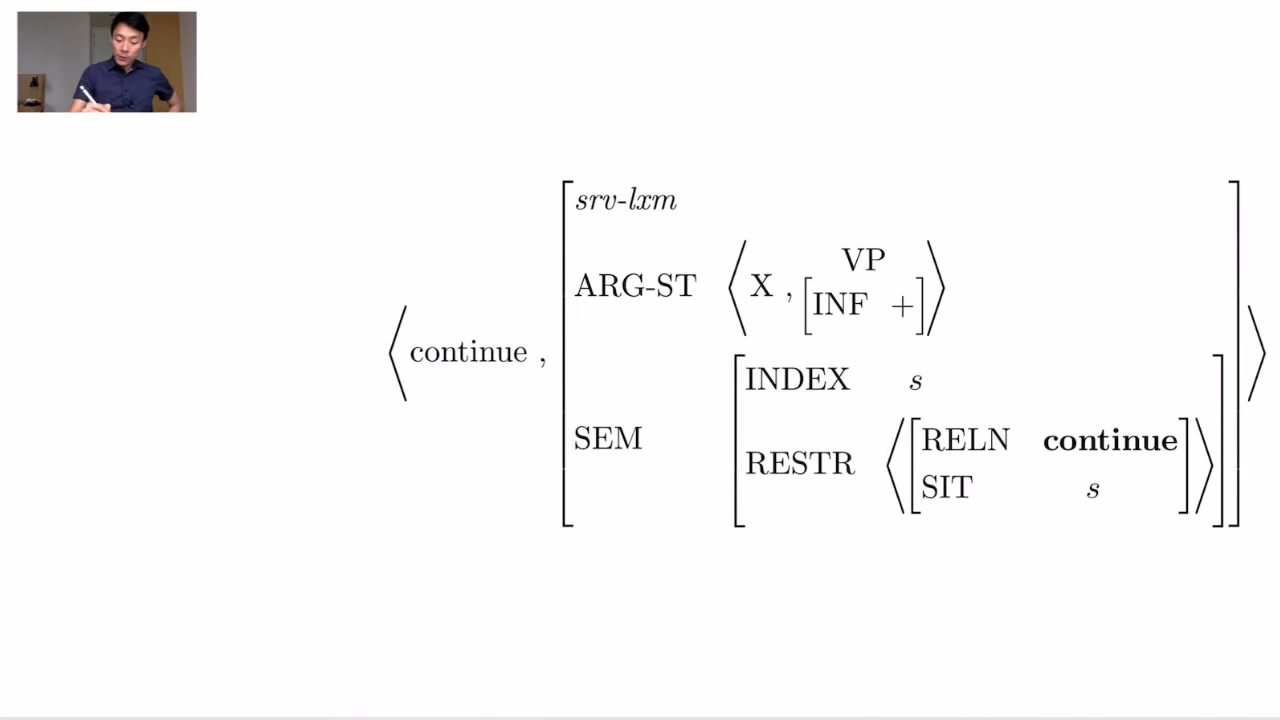 srv-lxm
VP
ARG-ST ⟨ X , [INF +] ⟩
⟨ continue ,
INDEX s
SEM
RELN continue
RESTR
SIT s